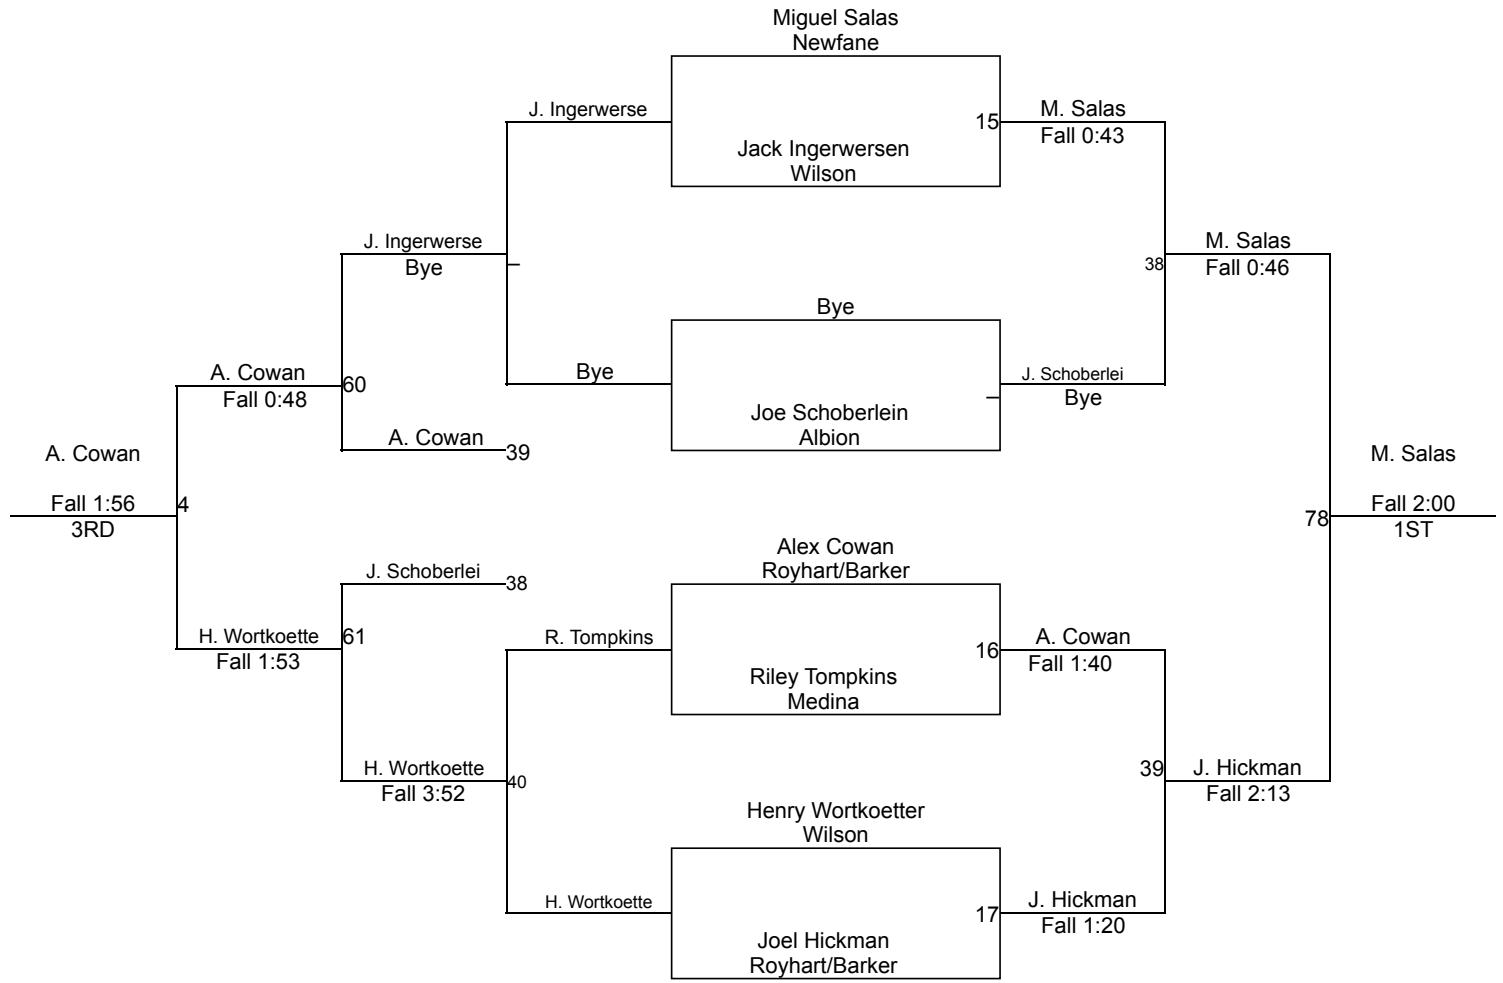 Miguel Salas
Newfane
J. Ingerwerse
15
M. Salas
Fall 0:43
Jack Ingerwersen
Wilson
J. Ingerwerse
Bye
38
M. Salas
Fall 0:46
Bye
A. Cowan
Fall 0:48
60
Bye
J. Schoberlei
Bye
Joe Schoberlein
Albion
A. Cowan
39
A. Cowan
Fall 1:56
3RD
4
M. Salas
Fall 2:00
1ST
78
Alex Cowan
Royhart/Barker
J. Schoberlei
38
H. Wortkoette
Fall 1:53
61
R. Tompkins
16
A. Cowan
Fall 1:40
Riley Tompkins
Medina
H. Wortkoette
Fall 3:52
40
39
J. Hickman
Fall 2:13
Henry Wortkoetter
Wilson
H. Wortkoette
17
J. Hickman
Fall 1:20
Joel Hickman
Royhart/Barker